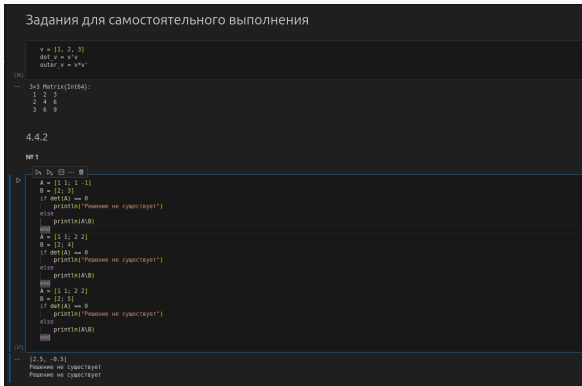 Задания для самостоятельного выполнения
v = [1, 2, 3]
dot_v = v'v
outer_v = v*v'
3×3 Matrix{Int64}:
1 2 3
2 4 6
3 6 9
4.4.2
№ 1
A = [1 1; 1 -1]
B = [2; 3]
if det(A) == 0
println("Решение не существует")
else
println(A\B)
end
A = [1 1; 2 2]
B = [2; 4]
if det(A) == 0
println("Решение не существует")
else
println(A\B)
end
A = [1 1; 2 2]
B = [2; 5]
if det(A) == 0
println("Решение не существует")
else
println(A\B)
end
[2.5, -0.5]
Решение не существует
Решение не существует